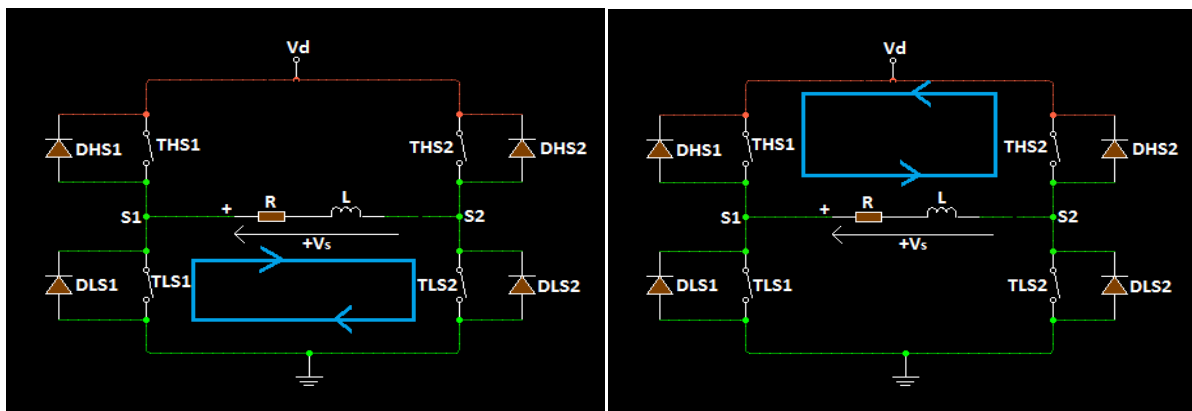 Vd
DHS1
THS1
THS2
DHS2
S1
+
R
L
S2
+Vs
DLS1
TLS1
TLS2
DLS2
Vd
DHS1
THS1
THS2
DHS2
S1
+
R
L
S2
+Vs
DLS1
TLS1
TLS2
DLS2